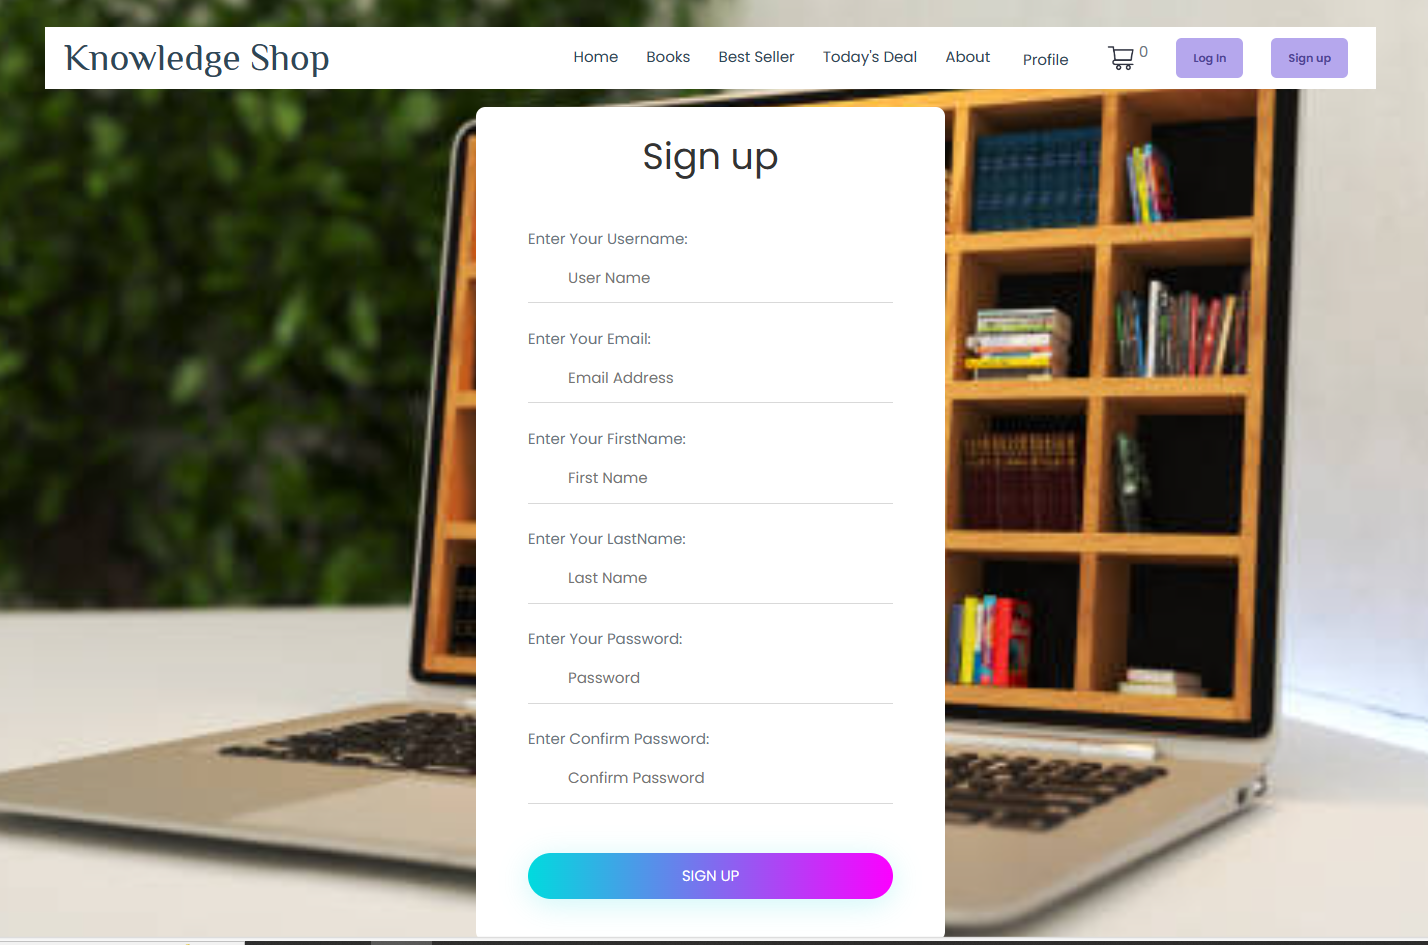 Knowledge Shop
Home Books Best Seller Today's Deal About Profile 0 Log In Sign up
Sign up
Enter Your Username:
User Name
Enter Your Email:
Email Address
Enter Your FirstName:
First Name
Enter Your LastName:
Last Name
Enter Your Password:
Password
Enter Confirm Password:
Confirm Password
SIGN UP